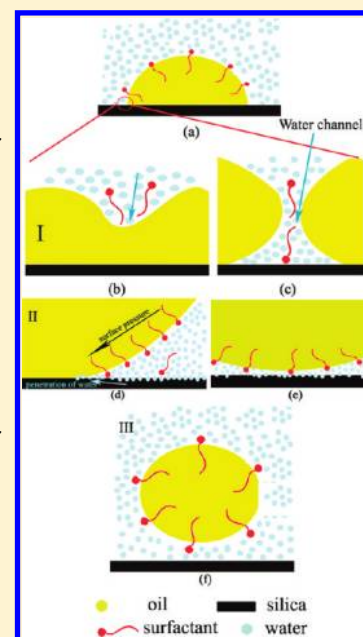 (a)
Water channel
I
(b)
(c)
II
surface pressure
penetration of water
(d)
(e)
III
(f)
oil
silica
surfactant
water